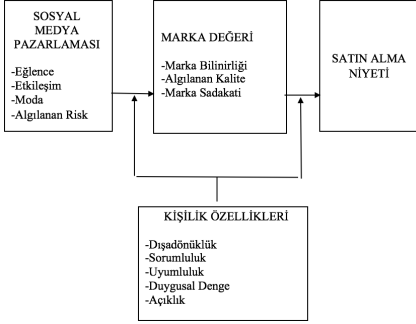 SOSYAL
MEDYA
PAZARLAMASI
-Eğlence
-Etkileşim
-Moda
-Algılanan Risk
MARKA DEĞERİ
-Marka Bilinirliği
-Algılanan Kalite
-Marka Sadakati
SATIN ALMA
NİYETİ
KİŞİLİK ÖZELLİKLERİ
-Dışadönüklük
-Sorumluluk
-Uyumluluk
-Duygusal Denge
-Açıklık